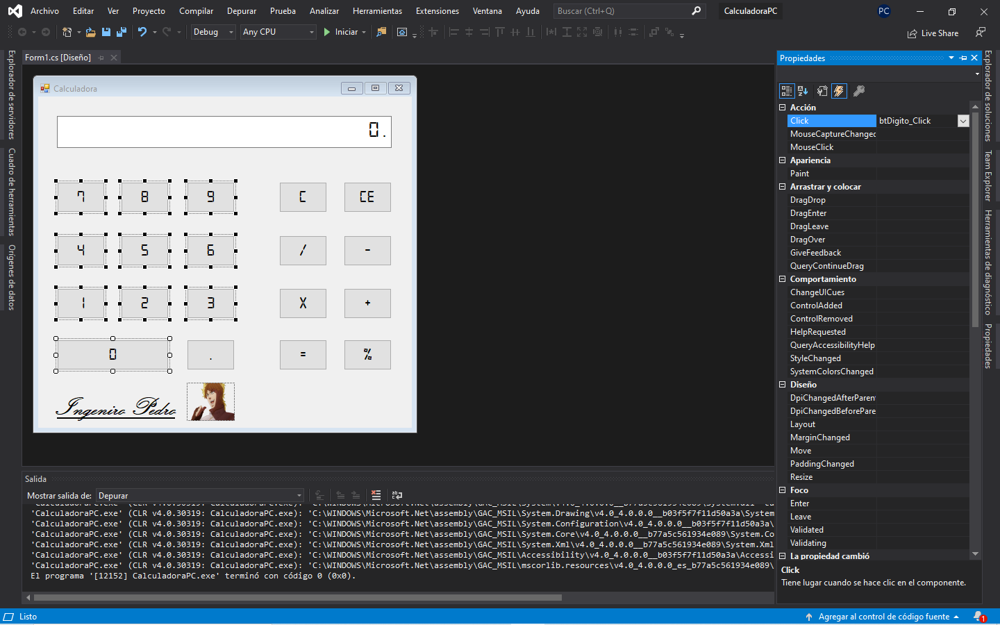 Archivo Editar Ver Proyecto Compilar Depurar Prueba Analizar Herramientas Extensiones Ventana Ayuda Buscar (Ctrl+Q) CalculadoraPC PC
Debug Any CPU Iniciar Live Share
Explorador de servidores
Cuadro de herramientas
Orígenes de datos
Form1.cs [Diseño]
Calculadora
0.
7 8 9 C CE
4 5 6 / -
1 2 3 X +
0 . = %
Ingeniro Pedro
Salida
Mostrar salida de: Depurar
'CalculadoraPC.exe' (CLR v4.0.30319: CalculadoraPC.exe): 'C:\WINDOWS\Microsoft.Net\assembly\GAC_MSIL\System.Drawing\v4.0_4.0.0.0__b03f5f7f11d50a3a\System
'CalculadoraPC.exe' (CLR v4.0.30319: CalculadoraPC.exe): 'C:\WINDOWS\Microsoft.Net\assembly\GAC_MSIL\System.Configuration\v4.0_4.0.0.0__b03f5f7f11d50a3a\
'CalculadoraPC.exe' (CLR v4.0.30319: CalculadoraPC.exe): 'C:\WINDOWS\Microsoft.Net\assembly\GAC_MSIL\System.Core\v4.0_4.0.0.0__b77a5c561934e089\System.Co
'CalculadoraPC.exe' (CLR v4.0.30319: CalculadoraPC.exe): 'C:\WINDOWS\Microsoft.Net\assembly\GAC_MSIL\System.Xml\v4.0_4.0.0.0__b77a5c561934e089\System.Xml
'CalculadoraPC.exe' (CLR v4.0.30319: CalculadoraPC.exe): 'C:\WINDOWS\Microsoft.Net\assembly\GAC_MSIL\Accessibility\v4.0_4.0.0.0__b03f5f7f11d50a3a\Accessi
'CalculadoraPC.exe' (CLR v4.0.30319: CalculadoraPC.exe): 'C:\WINDOWS\Microsoft.Net\assembly\GAC_MSIL\mscorlib.resources\v4.0_4.0.0.0_es_b77a5c561934e089\
El programa '[12152] CalculadoraPC.exe' terminó con código 0 (0x0).
Propiedades
Acción
Click btDigito_Click
MouseCaptureChanged
MouseClick
Apariencia
Paint
Arrastrar y colocar
DragDrop
DragEnter
DragLeave
DragOver
GiveFeedback
QueryContinueDrag
Comportamiento
ChangeUICues
ControlAdded
ControlRemoved
HelpRequested
QueryAccessibilityHelp
StyleChanged
SystemColorsChanged
Diseño
DpiChangedAfterParen
DpiChangedBeforePare
Layout
MarginChanged
Move
PaddingChanged
Resize
Foco
Enter
Leave
Validated
Validating
La propiedad cambió
Click
Tiene lugar cuando se hace clic en el componente.
Explorador de soluciones
Team Explorer
Herramientas de diagnóstico
Propiedades
Listo Agregar al control de código fuente 1